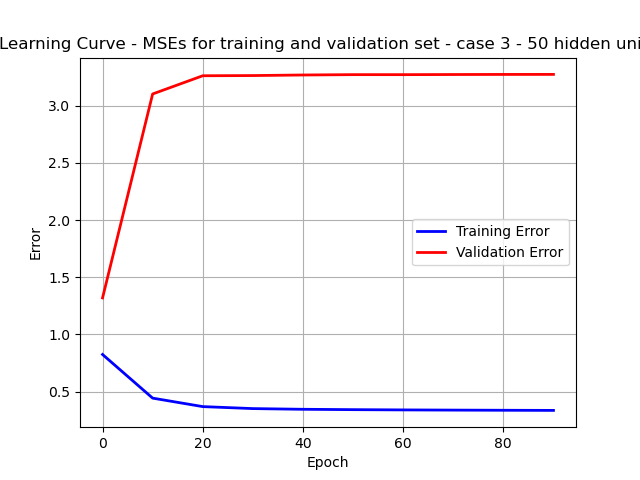 Learning Curve - MSEs for training and validation set - case 3 - 50 hidden uni
3.0
2.5
2.0
1.5
1.0
0.5
Error
Training Error
Validation Error
0 20 40 60 80
Epoch